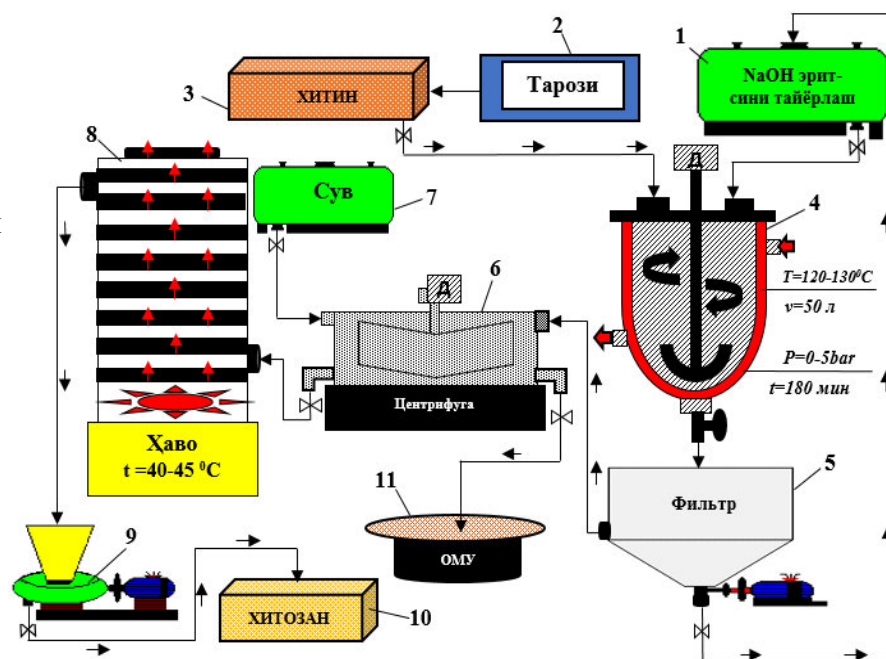 1
NaOH эрит-
сини тайёрлаш
2
Тарози
3
ХИТИН
8
Сув
7
Д
4
T=120-130⁰C
v=50 л
P=0-5bar
t=180 мин
Д
6
Центрифуга
Ҳаво
t =40-45 ⁰C
11
ОМУ
5
Фильтр
9
ХИТОЗАН
10